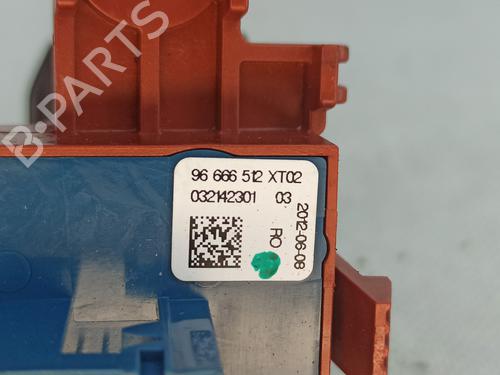 B-PARTS
96 666 512 XT02
032142301 03
2012-06-08
RO